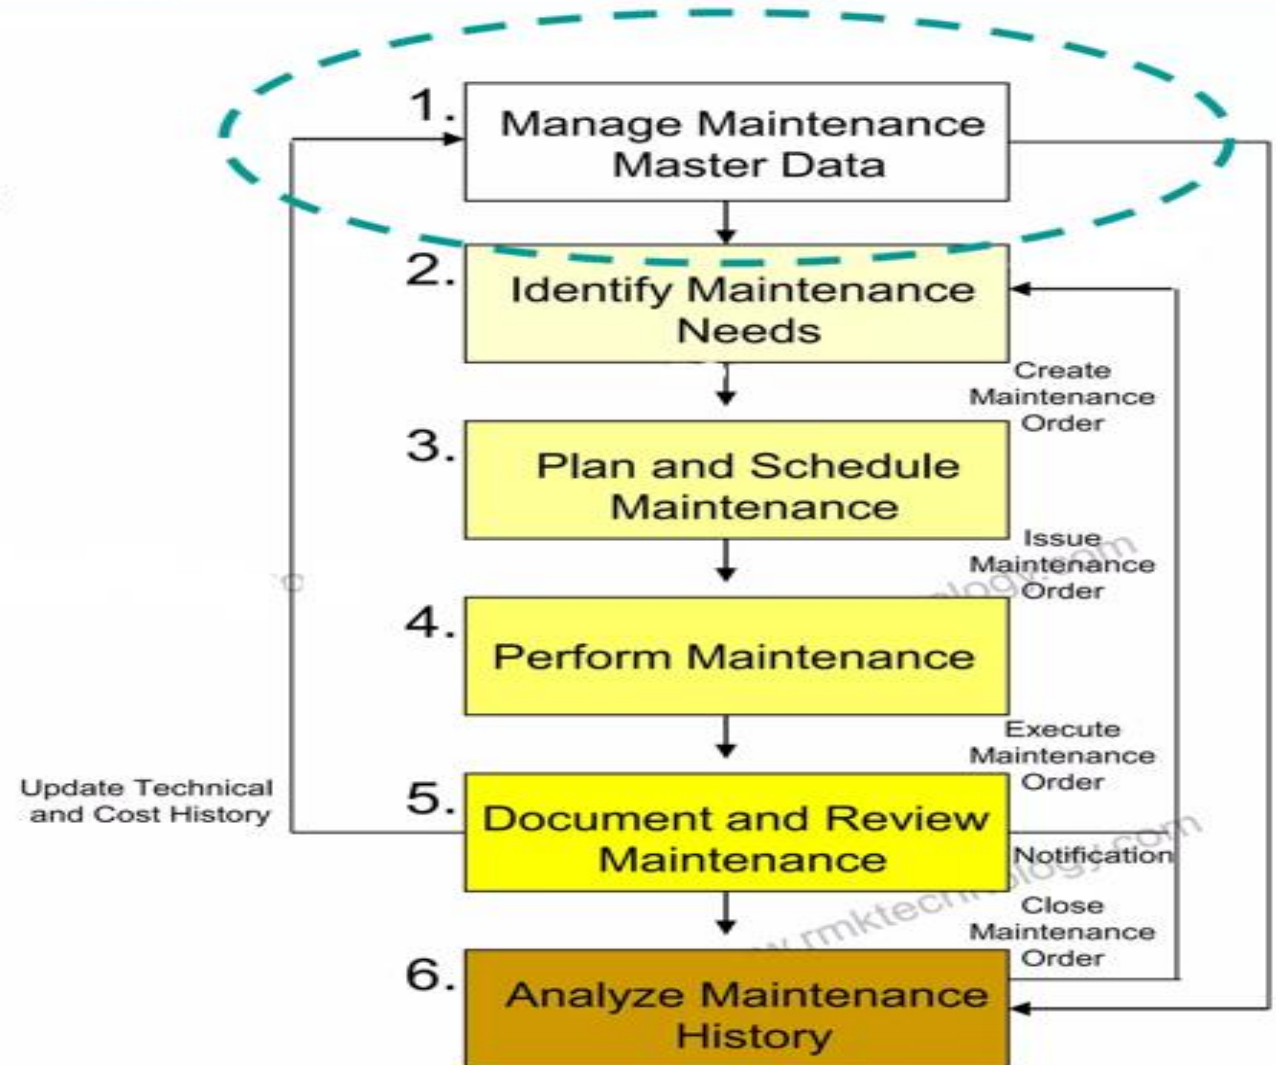 1.
Manage Maintenance
Master Data
2.
Identify Maintenance
Needs
Create
Maintenance
Order
3.
Plan and Schedule
Maintenance
Issue
Maintenance
Order
4.
Perform Maintenance
Execute
Maintenance
Order
Update Technical
and Cost History
5.
Document and Review
Maintenance
Notification
Close
Maintenance
Order
6.
Analyze Maintenance
History